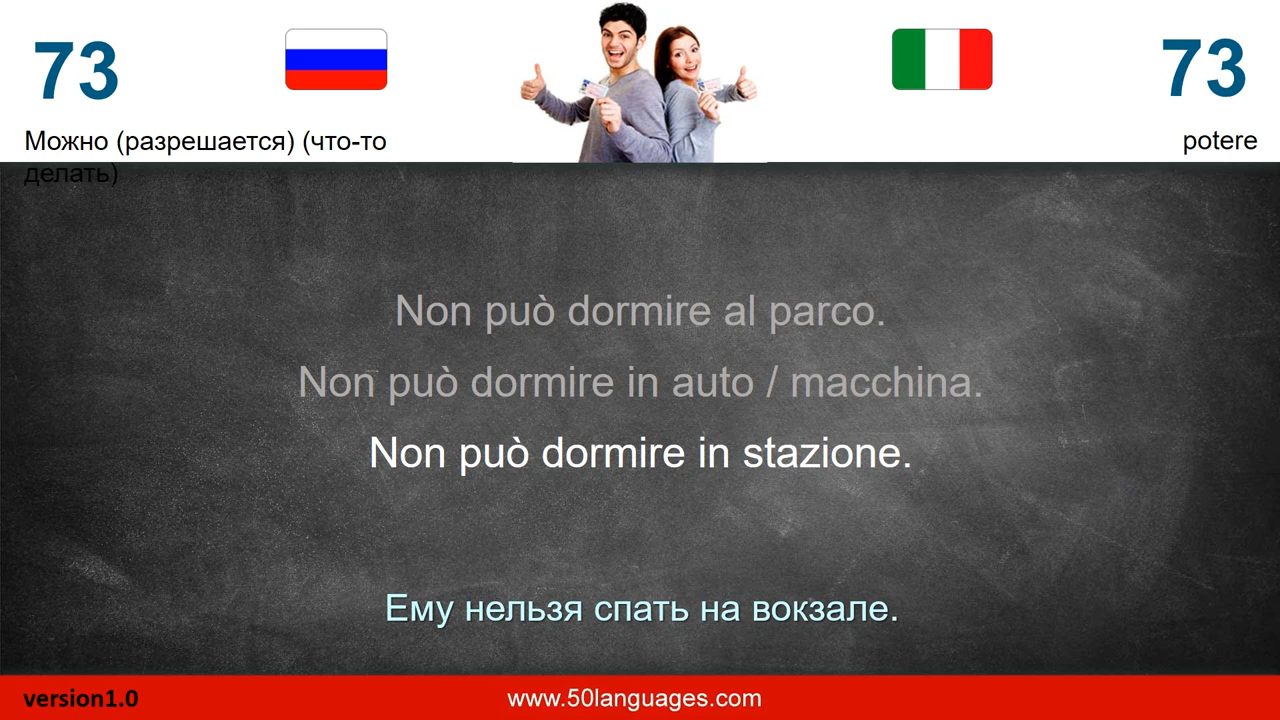 73
73
Можно (разрешается) (что-то
делать)
potere
Non può dormire al parco.
Non può dormire in auto / macchina.
Non può dormire in stazione.
Ему нельзя спать на вокзале.
version1.0
www.50languages.com